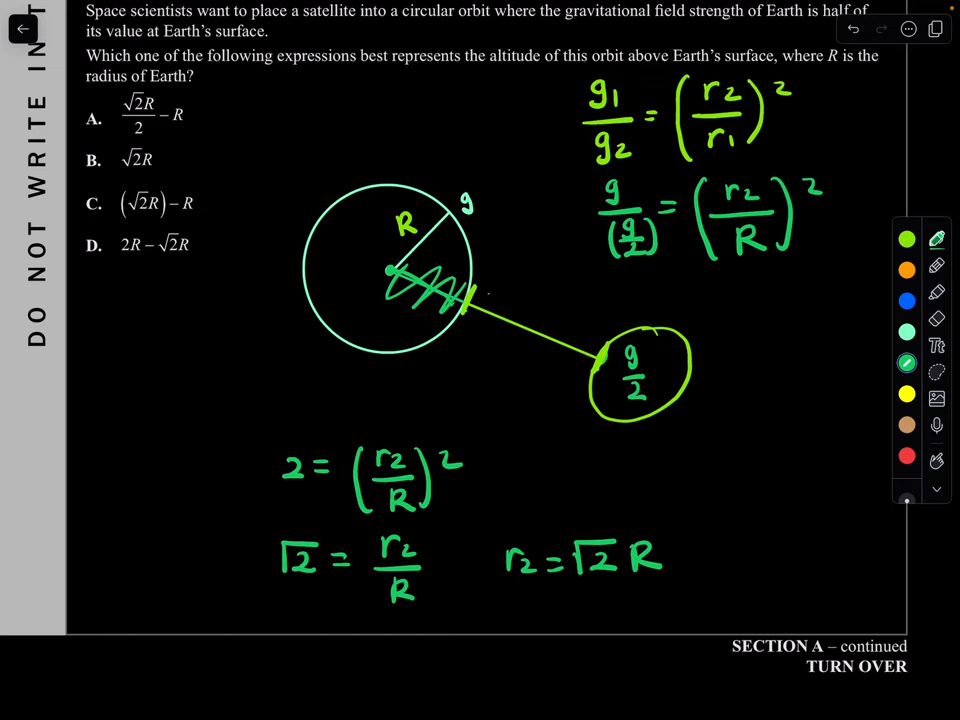 Space scientists want to place a satellite into a circular orbit where the gravitational field strength of Earth is half of
its value at Earth's surface.
Which one of the following expressions best represents the altitude of this orbit above Earth's surface, where R is the
radius of Earth?
A. √2R/2 − R
B. √2R
C. (√2R) − R
D. 2R − √2R
DO NOT WRITE IN T
g1/g2 = (r2/r1)²
g/(g/2) = (r2/R)²
R
g
g/2
2 = (r2/R)²
√2 = r2/R
r2 = √2 R
Tt
SECTION A – continued
TURN OVER